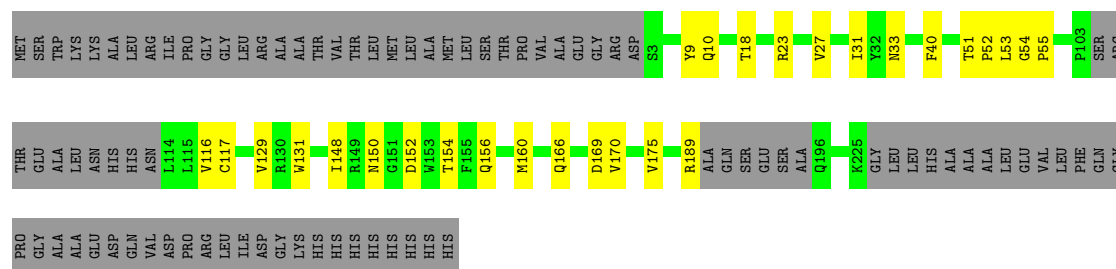 MET SER TRP LYS LYS ALA LEU ARG ILE PRO GLY GLY LEU ARG ALA ALA THR VAL THR LEU MET LEU ALA MET LEU SER THR PRO VAL ALA GLU GLY ARG ASP S3 Y9 Q10 T18 R23 V27 I31 Y32 N33 F40 T51 P52 L53 G54 P55 P103 SER ARG
THR GLU ALA LEU ASN HIS HIS ASN L114 L115 V116 C117 V129 R130 W131 I148 R149 N150 G151 D152 W153 T154 F155 Q156 M160 Q166 D169 V170 V175 R189 ALA GLN SER GLU SER ALA Q196 K225 GLY LEU LEU HIS ALA ALA ALA LEU GLU VAL LEU PHE GLN GLY
PRO GLY ALA ALA GLU ASP GLN VAL ASP PRO ARG LEU ILE ASP GLY LYS HIS HIS HIS HIS HIS HIS HIS HIS